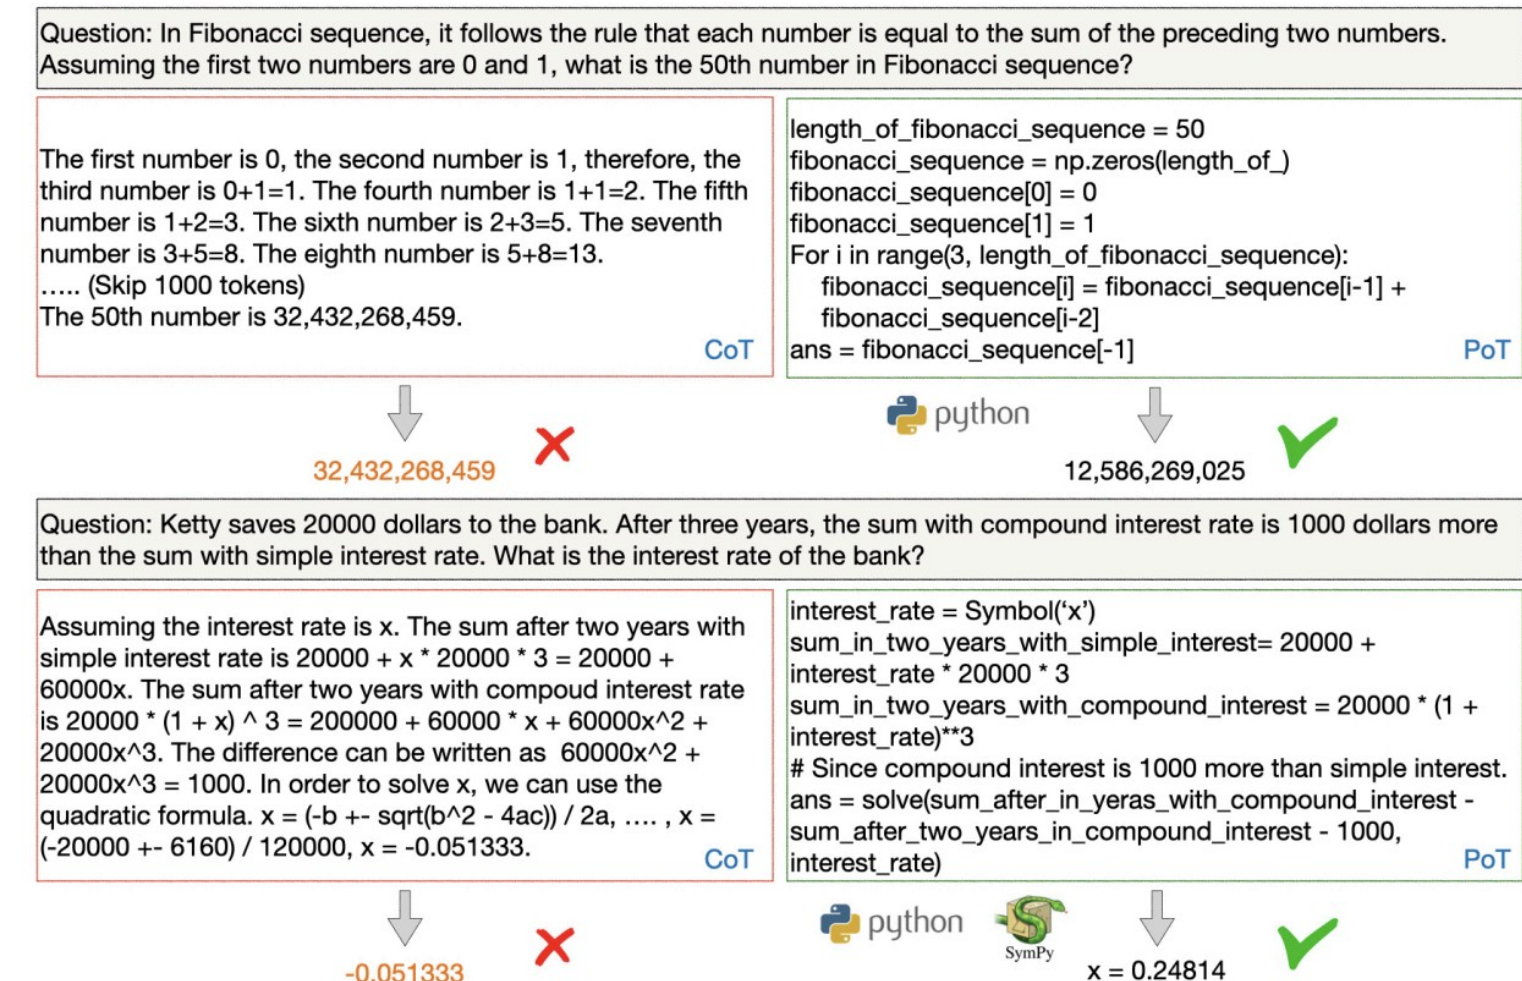 Question: In Fibonacci sequence, it follows the rule that each number is equal to the sum of the preceding two numbers.
Assuming the first two numbers are 0 and 1, what is the 50th number in Fibonacci sequence?
The first number is 0, the second number is 1, therefore, the
third number is 0+1=1. The fourth number is 1+1=2. The fifth
number is 1+2=3. The sixth number is 2+3=5. The seventh
number is 3+5=8. The eighth number is 5+8=13.
….. (Skip 1000 tokens)
The 50th number is 32,432,268,459.
CoT
32,432,268,459
length_of_fibonacci_sequence = 50
fibonacci_sequence = np.zeros(length_of_)
fibonacci_sequence[0] = 0
fibonacci_sequence[1] = 1
For i in range(3, length_of_fibonacci_sequence):
fibonacci_sequence[i] = fibonacci_sequence[i-1] +
fibonacci_sequence[i-2]
ans = fibonacci_sequence[-1]
PoT
python
12,586,269,025
Question: Ketty saves 20000 dollars to the bank. After three years, the sum with compound interest rate is 1000 dollars more
than the sum with simple interest rate. What is the interest rate of the bank?
Assuming the interest rate is x. The sum after two years with
simple interest rate is 20000 + x * 20000 * 3 = 20000 +
60000x. The sum after two years with compoud interest rate
is 20000 * (1 + x) ^ 3 = 200000 + 60000 * x + 60000x^2 +
20000x^3. The difference can be written as 60000x^2 +
20000x^3 = 1000. In order to solve x, we can use the
quadratic formula. x = (-b +- sqrt(b^2 - 4ac)) / 2a, …. , x =
(-20000 +- 6160) / 120000, x = -0.051333.
CoT
-0.051333
interest_rate = Symbol(‘x’)
sum_in_two_years_with_simple_interest= 20000 +
interest_rate * 20000 * 3
sum_in_two_years_with_compound_interest = 20000 * (1 +
interest_rate)**3
# Since compound interest is 1000 more than simple interest.
ans = solve(sum_after_in_yeras_with_compound_interest -
sum_after_two_years_in_compound_interest - 1000,
interest_rate)
PoT
python
SymPy
x = 0.24814